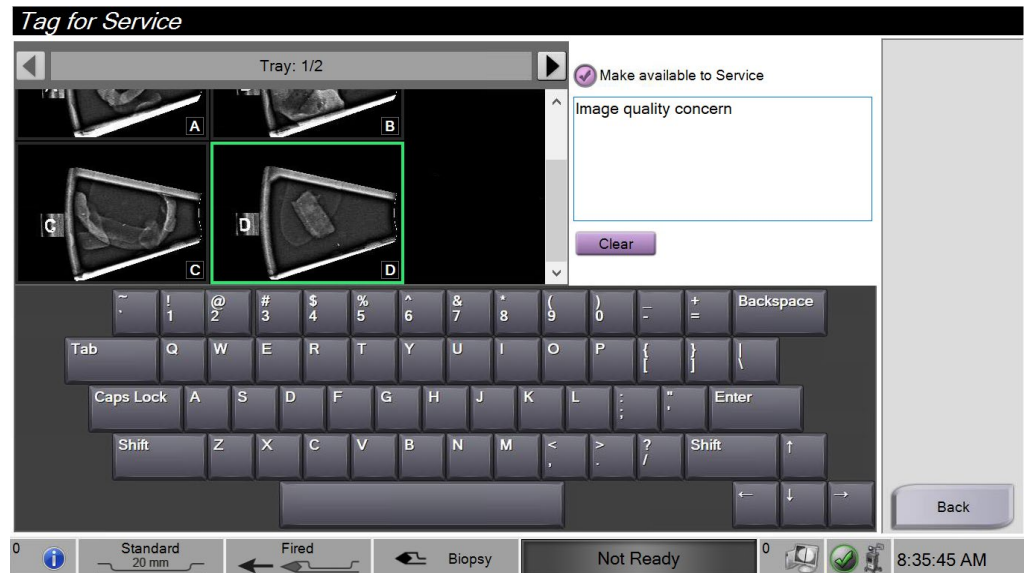 Tag for Service
Tray: 1/2
Make available to Service
Image quality concern
A
B
C
C
D
D
Clear
~ ` ! 1 @ 2 # 3 $ 4 % 5 ^ 6 & 7 * 8 ( 9 ) 0 _ - + = Backspace
Tab Q W E R T Y U I O P { [ } ] | \
Caps Lock A S D F G H J K L : ; " ' Enter
Shift Z X C V B N M < , > . ? / Shift ↑
← ↓ →
Back
0
Standard
20 mm
Fired
Biopsy
Not Ready
0
8:35:45 AM